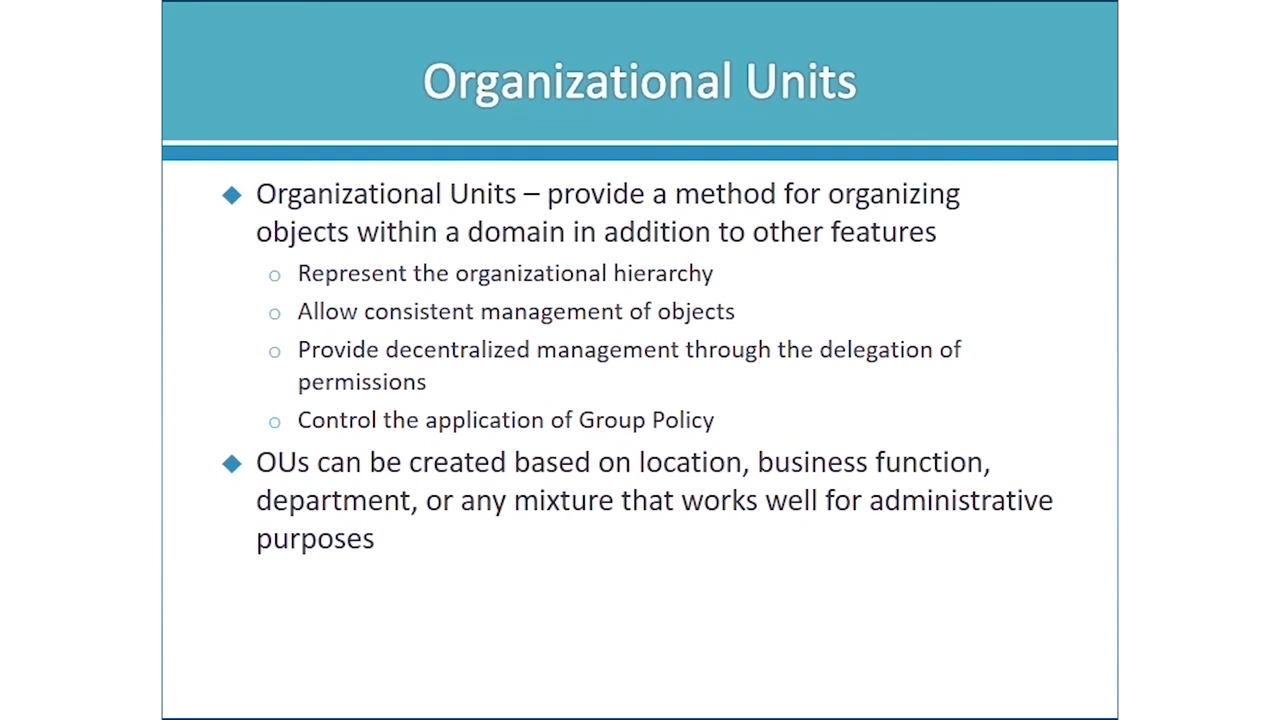 Organizational Units
Organizational Units – provide a method for organizing
objects within a domain in addition to other features
Represent the organizational hierarchy
Allow consistent management of objects
Provide decentralized management through the delegation of
permissions
Control the application of Group Policy
OUs can be created based on location, business function,
department, or any mixture that works well for administrative
purposes